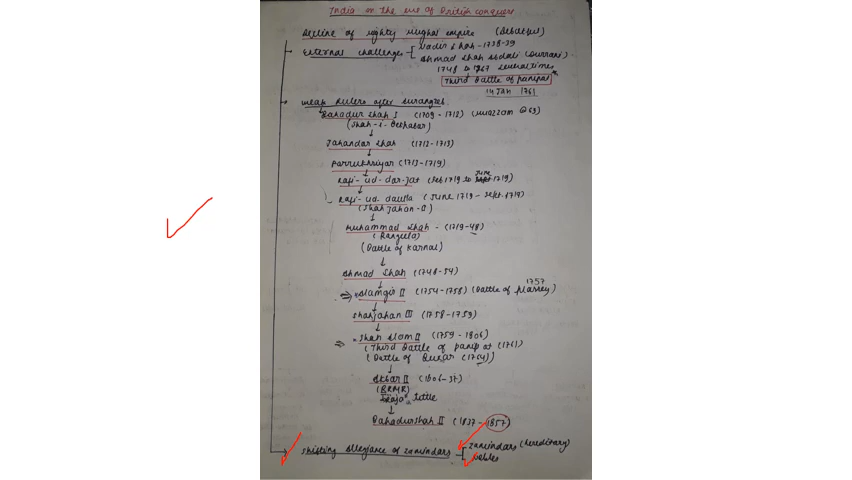 India on the eve of British conquest
Decline of mighty mughal empire (debated)
External challenges - Nadir Shah - 1738-39
Ahmad Shah Abdali (Durrani)
1748 to 1767 several times
Third Battle of panipat *
14 Jan 1761
Weak rulers after Aurangzeb
Bahadur Shah I (1709 - 1712) (Muazzam @ 63)
(Shah-i-Bekhabar)
Jahandar Shah (1712 - 1713)
Farrukhsiyar (1713 - 1719)
June
Rafi-ud-dar-Jat (Feb 1719 to 1719)
Rafi-ud-daulla (June 1719 - Sept. 1719)
(Shah Jahan-II)
Muhammad Shah - (1719-48)
(Rangeela)
(Battle of Karnal)
Ahmad Shah (1748-54)
1757
⇒ Alamgir II (1754 - 1758) (Battle of plassey)
Shahjahan III (1758 - 1759)
⇒ Shah Alam II (1759 - 1806)
(Third Battle of panipat (1761)
(Battle of Buxar (1764)
Akbar II (1806-37)
"Raja" title
Bahadurshah II (1837 - 1857)
Shifting allegiance of zamindars - zamindars (hereditary)
Nobles